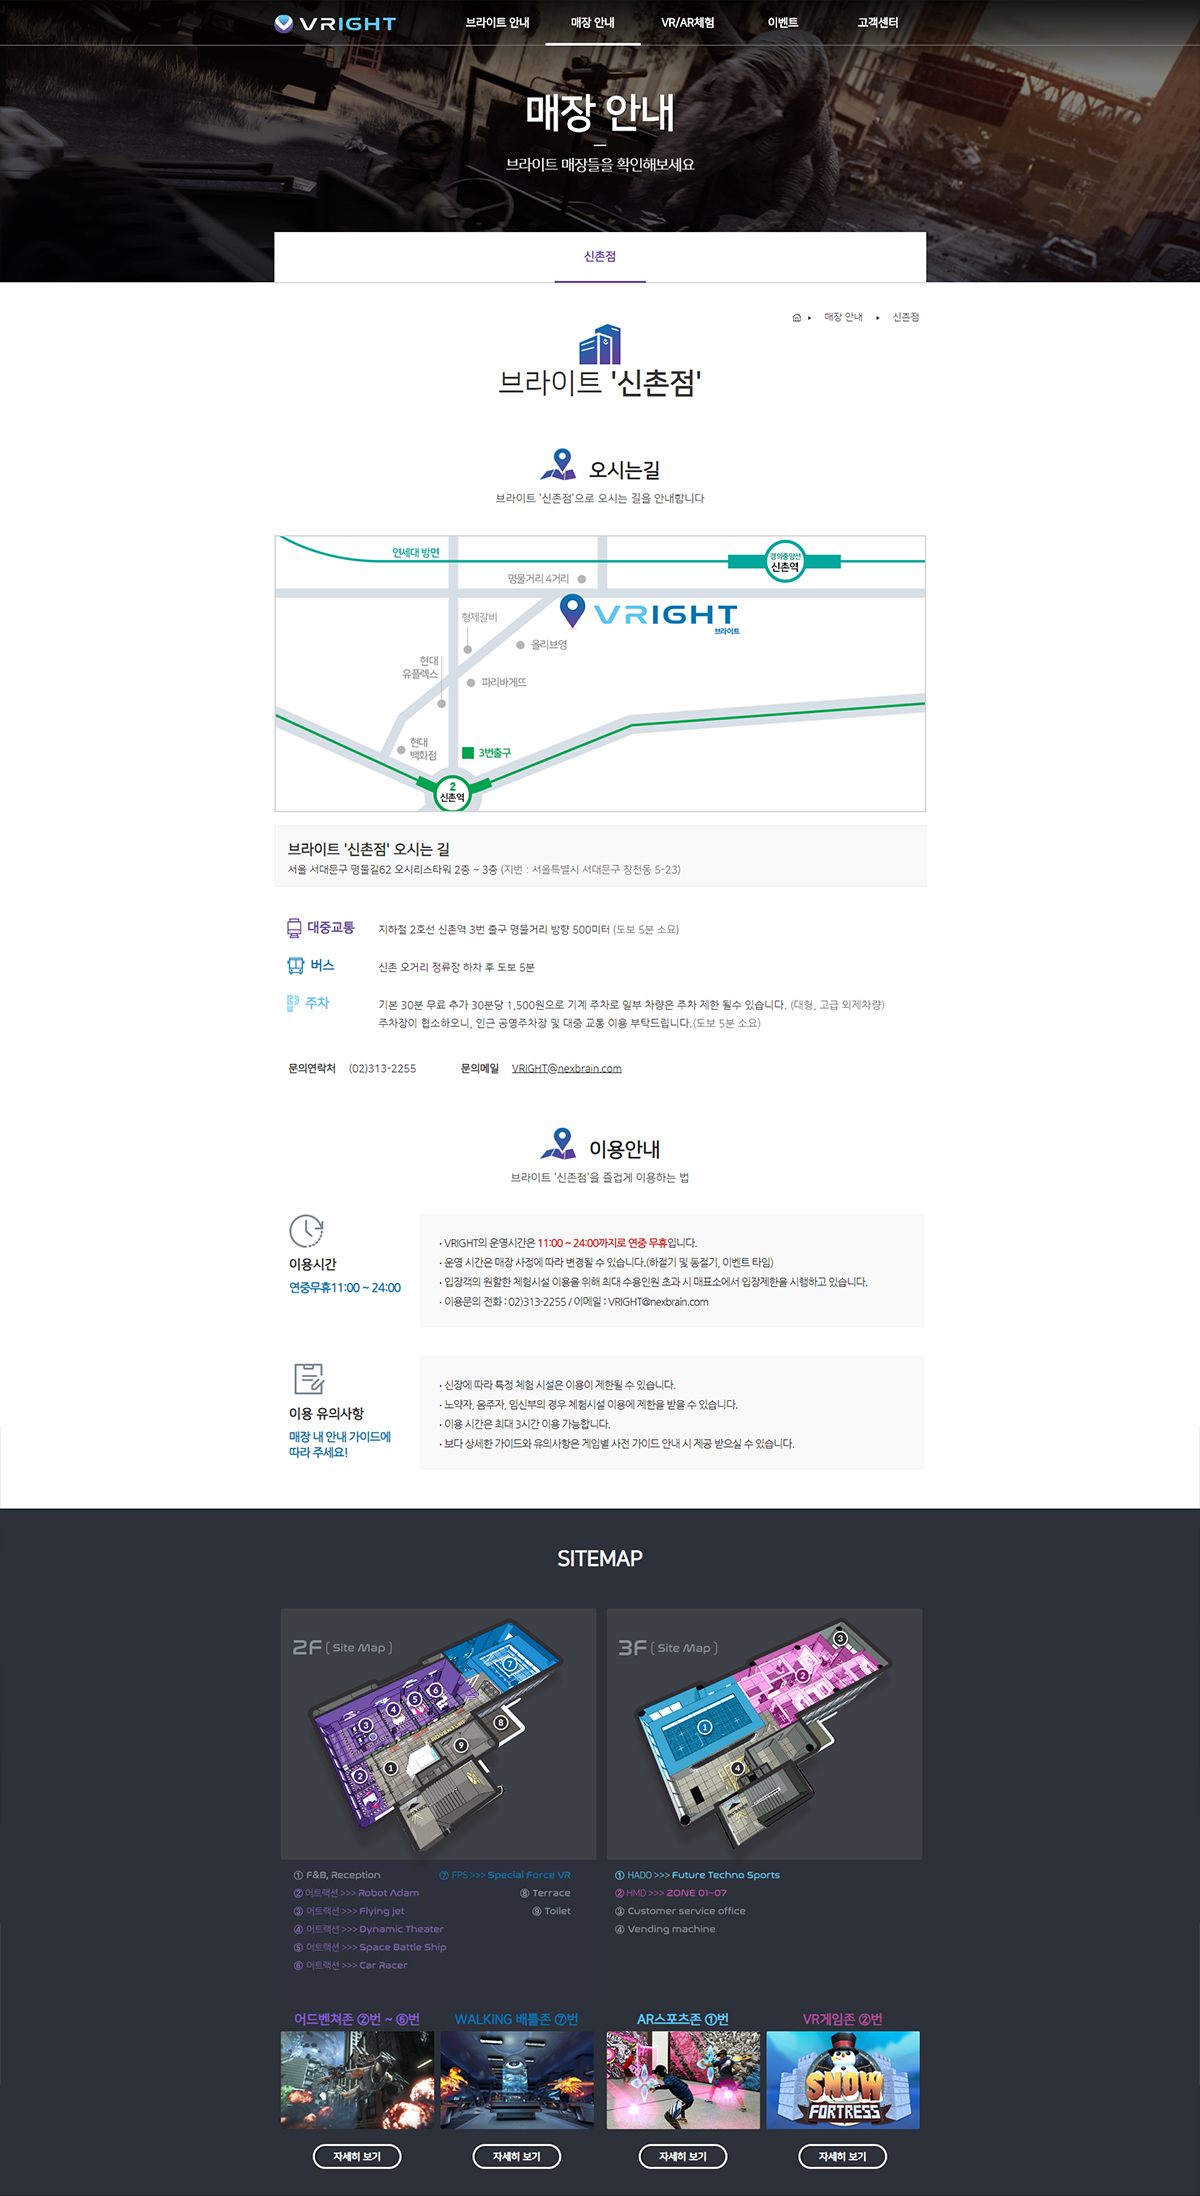 VRIGHT
브라이트 안내
매장 안내
VR/AR체험
이벤트
고객센터
매장 안내
브라이트 매장들을 확인해보세요
신촌점
매장 안내
신촌점
브라이트 '신촌점'
오시는길
브라이트 '신촌점'으로 오시는 길을 안내합니다
연세대 방면
경의중앙선
신촌역
명물거리 4거리
VRIGHT
브라이트
형제갈비
올리브영
현대
유플렉스
파리바게뜨
현대
백화점
3번출구
2
신촌역
브라이트 '신촌점' 오시는 길
서울 서대문구 명물길62 오시리스타워 2층 ~ 3층 (지번 : 서울특별시 서대문구 창천동 5-23)
대중교통
지하철 2호선 신촌역 3번 출구 명물거리 방향 500미터 (도보 5분 소요)
버스
신촌 오거리 정류장 하차 후 도보 5분
주차
기본 30분 무료 추가 30분당 1,500원으로 기계 주차로 일부 차량은 주차 제한 될수 있습니다. (대형, 고급 외제차량)
주차장이 협소하오니, 인근 공영주차장 및 대중 교통 이용 부탁드립니다.(도보 5분 소요)
문의연락처 (02)313-2255 문의메일 VRIGHT@nexbrain.com
이용안내
브라이트 '신촌점'을 즐겁게 이용하는 법
이용시간
연중무휴11:00 ~ 24:00
· VRIGHT의 운영시간은 11:00 ~ 24:00까지로 연중 무휴입니다.
· 운영 시간은 매장 사정에 따라 변경될 수 있습니다.(하절기 및 동절기, 이벤트 타임)
· 입장객의 원할한 체험시설 이용을 위해 최대 수용인원 초과 시 매표소에서 입장제한을 시행하고 있습니다.
· 이용문의 전화 : 02)313-2255 / 이메일 : VRIGHT@nexbrain.com
이용 유의사항
매장 내 안내 가이드에
따라 주세요!
· 신장에 따라 특정 체험 시설은 이용이 제한될 수 있습니다.
· 노약자, 음주자, 임신부의 경우 체험시설 이용에 제한을 받을 수 있습니다.
· 이용 시간은 최대 3시간 이용 가능합니다.
· 보다 상세한 가이드와 유의사항은 게임별 사전 가이드 안내 시 제공 받으실 수 있습니다.
SITEMAP
2F ( Site Map )
1
2
3
4
5
6
7
8
9
3F ( Site Map )
1
2
3
4
① F&B, Reception
② 어트랙션 >>> Robot Adam
③ 어트랙션 >>> Flying jet
④ 어트랙션 >>> Dynamic Theater
⑤ 어트랙션 >>> Space Battle Ship
⑥ 어트랙션 >>> Car Racer
⑦ FPS >>> Special Force VR
⑧ Terrace
⑨ Toilet
① HADO >>> Future Techno Sports
② HMD >>> ZONE 01~07
③ Customer service office
④ Vending machine
어드벤쳐존 ②번 ~ ⑥번
WALKING 배틀존 ⑦번
AR스포츠존 ①번
VR게임존 ②번
SNOW
FORTRESS
자세히 보기
자세히 보기
자세히 보기
자세히 보기